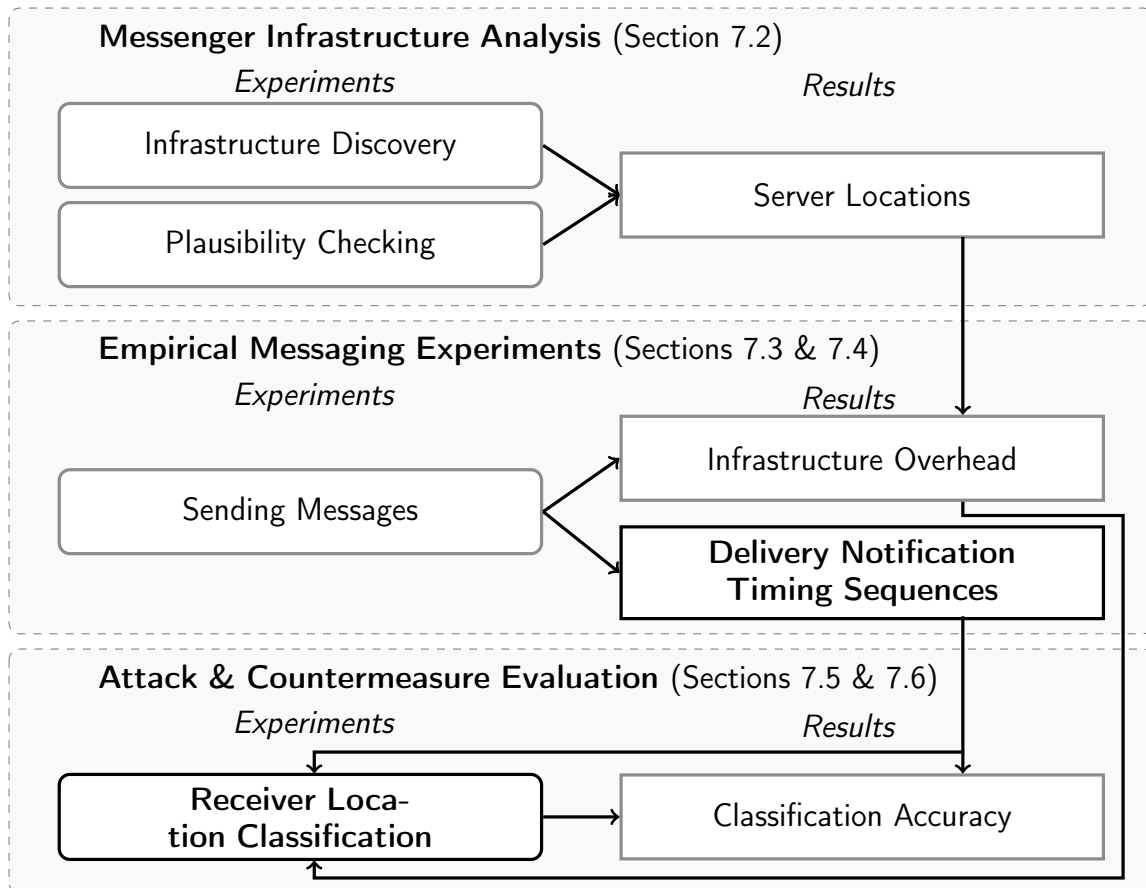 Messenger Infrastructure Analysis (Section 7.2)
Experiments
Results
Infrastructure Discovery
Plausibility Checking
Server Locations
Empirical Messaging Experiments (Sections 7.3 & 7.4)
Experiments
Results
Sending Messages
Infrastructure Overhead
Delivery Notification
Timing Sequences
Attack & Countermeasure Evaluation (Sections 7.5 & 7.6)
Experiments
Results
Receiver Loca-
tion Classification
Classification Accuracy